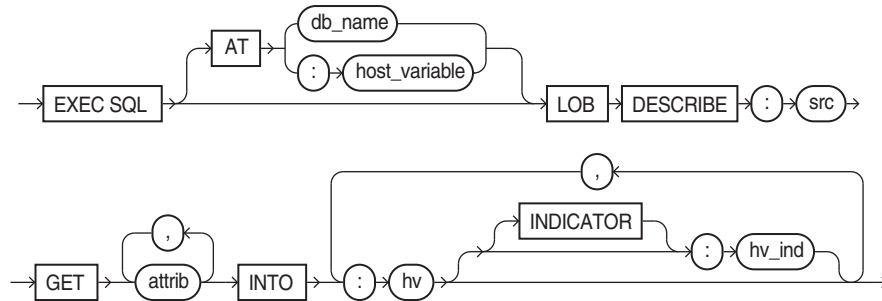 db_name
AT
: host_variable
EXEC SQL LOB DESCRIBE : src
,
, INDICATOR
GET attrib INTO : hv : hv_ind